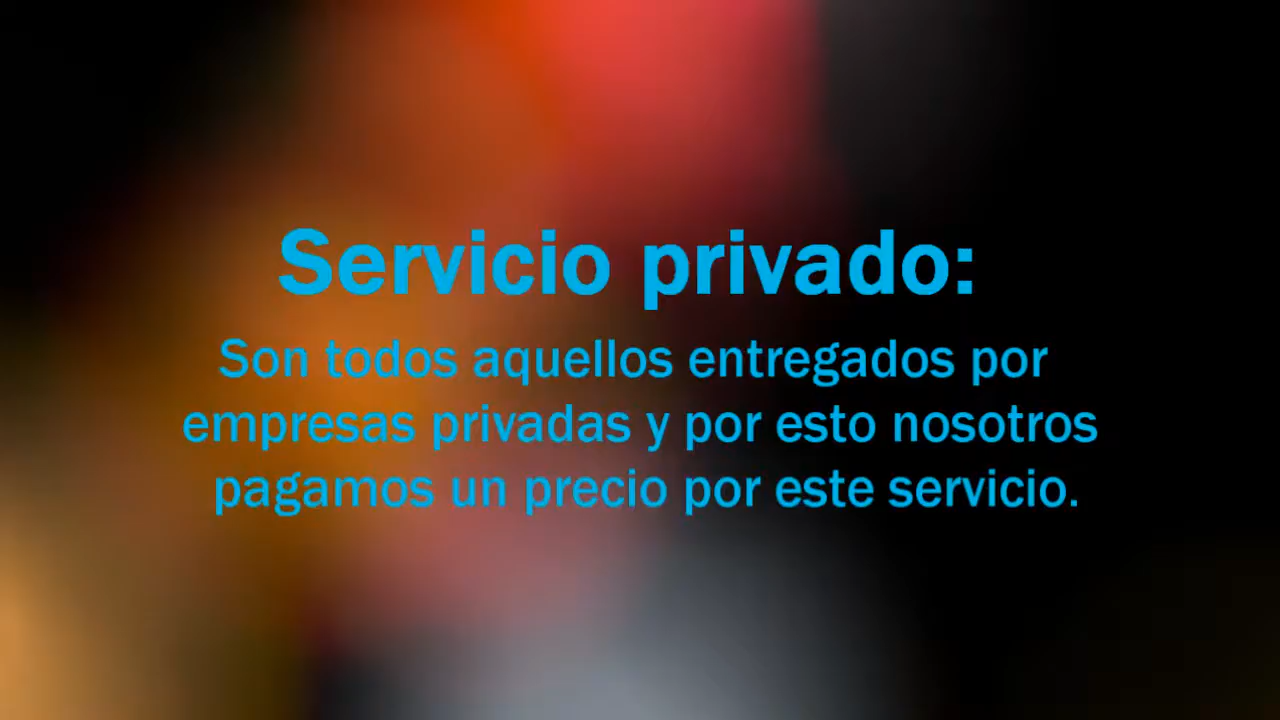 Servicio privado:
Son todos aquellos entregados por
empresas privadas y por esto nosotros
pagamos un precio por este servicio.